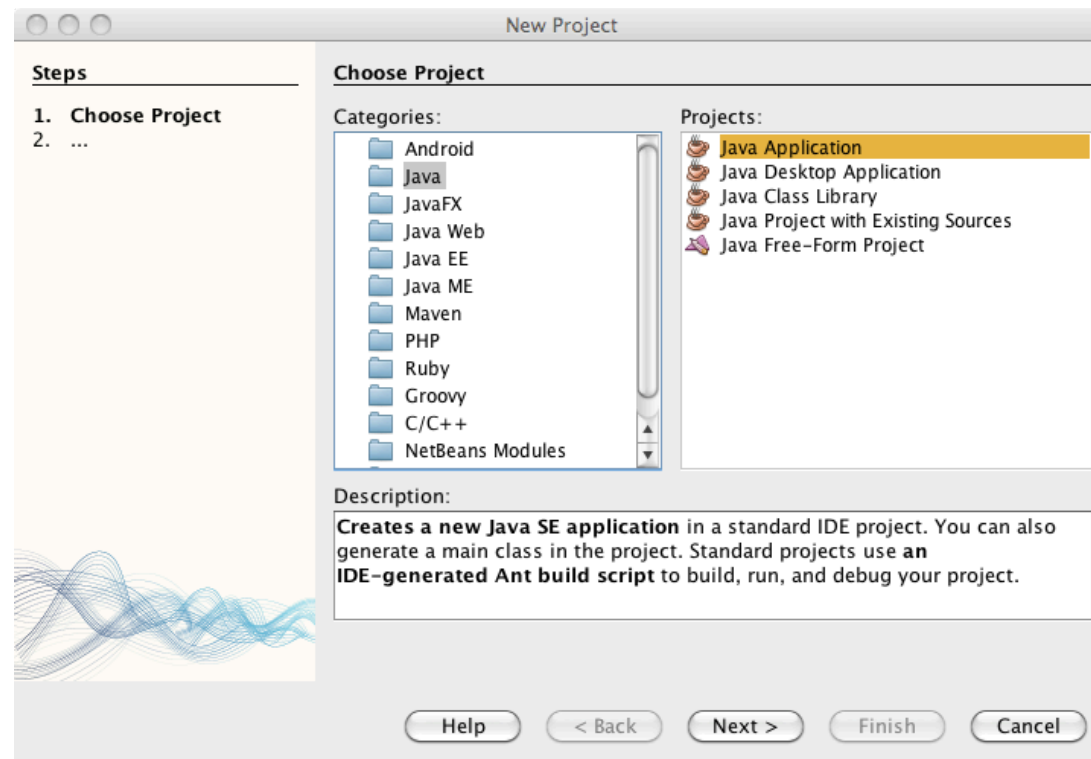 New Project
Steps
1. Choose Project
2. ...
Choose Project
Categories:
Android
Java
JavaFX
Java Web
Java EE
Java ME
Maven
PHP
Ruby
Groovy
C/C++
NetBeans Modules
Projects:
Java Application
Java Desktop Application
Java Class Library
Java Project with Existing Sources
Java Free-Form Project
Description:
Creates a new Java SE application in a standard IDE project. You can also
generate a main class in the project. Standard projects use an
IDE-generated Ant build script to build, run, and debug your project.
Help
< Back
Next >
Finish
Cancel